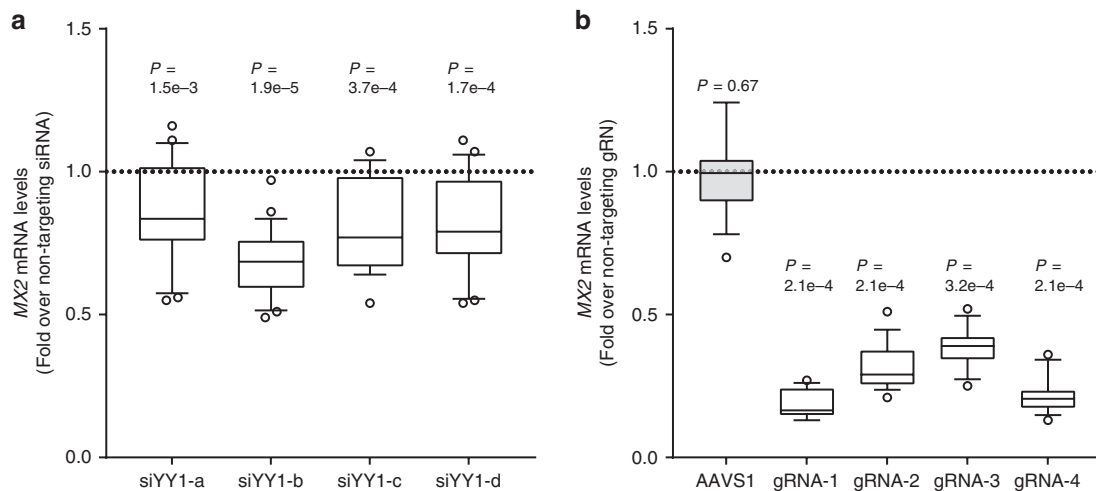 a
MX2 mRNA levels
(Fold over non-targeting siRNA)
1.5
1.0
0.5
0.0
P =
1.5e–3
P =
1.9e–5
P =
3.7e–4
P =
1.7e–4
siYY1-a siYY1-b siYY1-c siYY1-d
b
MX2 mRNA levels
(Fold over non-targeting gRN)
1.5
1.0
0.5
0.0
P = 0.67
P =
2.1e–4
P =
2.1e–4
P =
3.2e–4
P =
2.1e–4
AAVS1 gRNA-1 gRNA-2 gRNA-3 gRNA-4